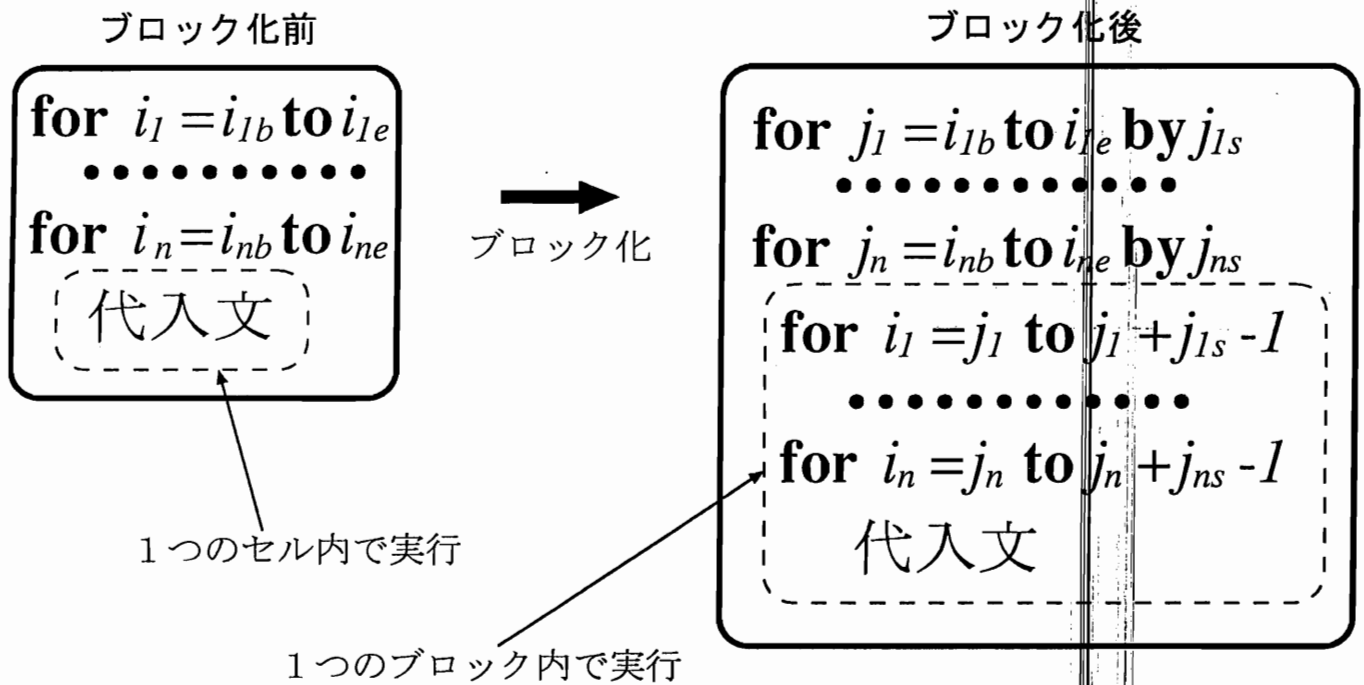 ブロック化前
for i1 = i1b to i1e
••••••••••
for in = inb to ine
代入文
1つのセル内で実行
ブロック化
ブロック化後
for j1 = i1b to i1e by j1s
••••••••••••
for jn = inb to ine by jns
for i1 = j1 to j1 + j1s - 1
••••••••••••
for in = jn to jn + jns - 1
代入文
1つのブロック内で実行